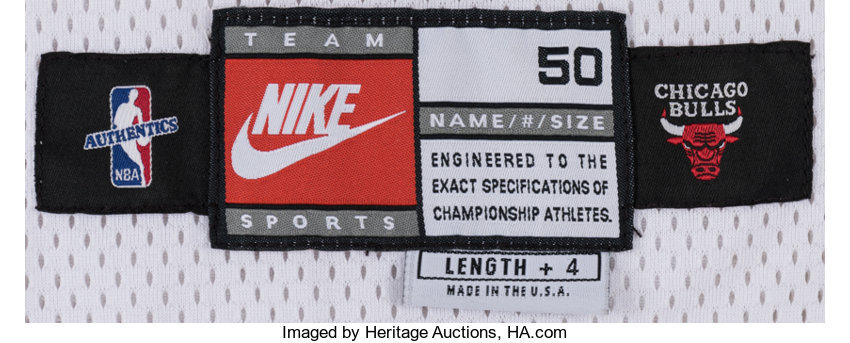 AUTHENTICS
NBA
TEAM
NIKE
SPORTS
50
NAME/#/SIZE
ENGINEERED TO THE
EXACT SPECIFICATIONS OF
CHAMPIONSHIP ATHLETES.
CHICAGO
BULLS
LENGTH + 4
MADE IN THE U.S.A.
Imaged by Heritage Auctions, HA.com